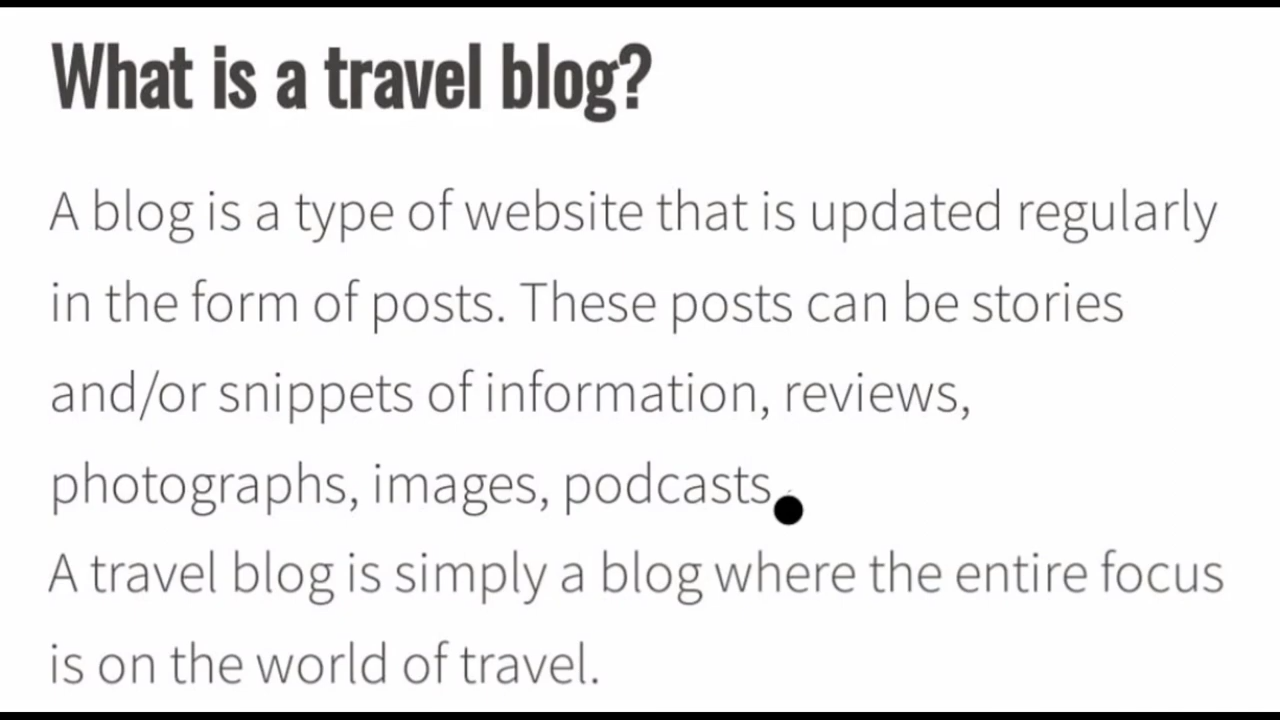 What is a travel blog?
A blog is a type of website that is updated regularly
in the form of posts. These posts can be stories
and/or snippets of information, reviews,
photographs, images, podcasts.
A travel blog is simply a blog where the entire focus
is on the world of travel.